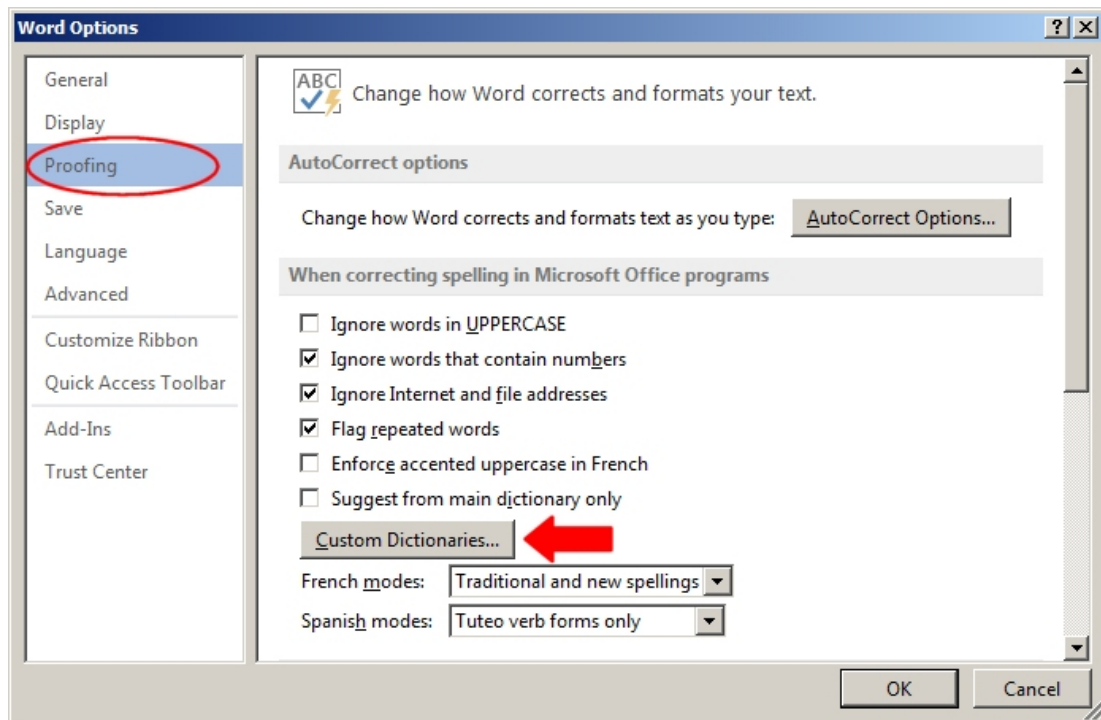 Word Options
General
Display
Proofing
Save
Language
Advanced
Customize Ribbon
Quick Access Toolbar
Add-Ins
Trust Center
ABC
Change how Word corrects and formats your text.
AutoCorrect options
Change how Word corrects and formats text as you type: AutoCorrect Options...
When correcting spelling in Microsoft Office programs
Ignore words in UPPERCASE
Ignore words that contain numbers
Ignore Internet and file addresses
Flag repeated words
Enforce accented uppercase in French
Suggest from main dictionary only
Custom Dictionaries...
French modes: Traditional and new spellings
Spanish modes: Tuteo verb forms only
OK Cancel